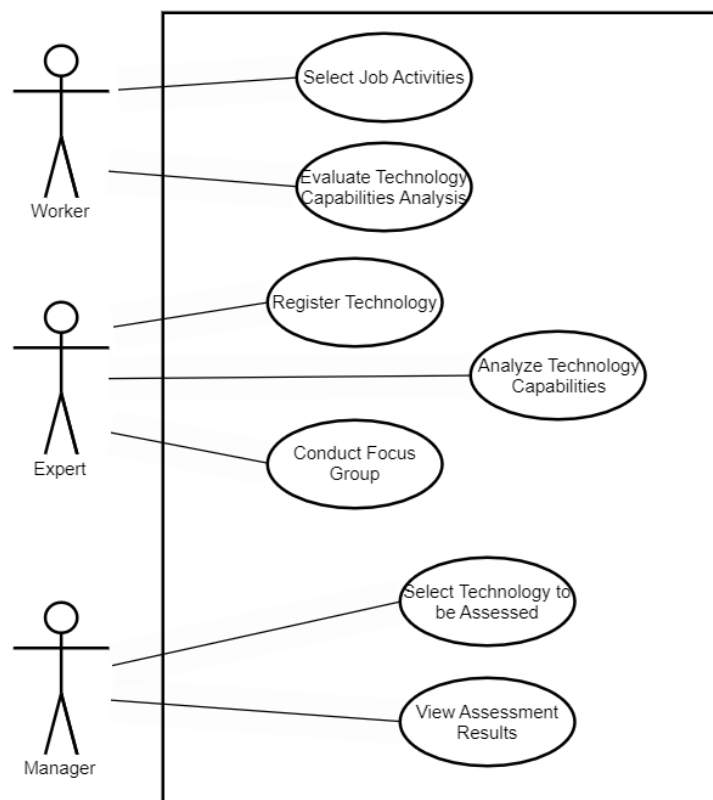 Select Job Activities
Evaluate Technology
Capabilities Analysis
Worker
Register Technology
Analyze Technology
Capabilities
Conduct Focus
Group
Expert
Select Technology to
be Assessed
View Assessment
Results
Manager